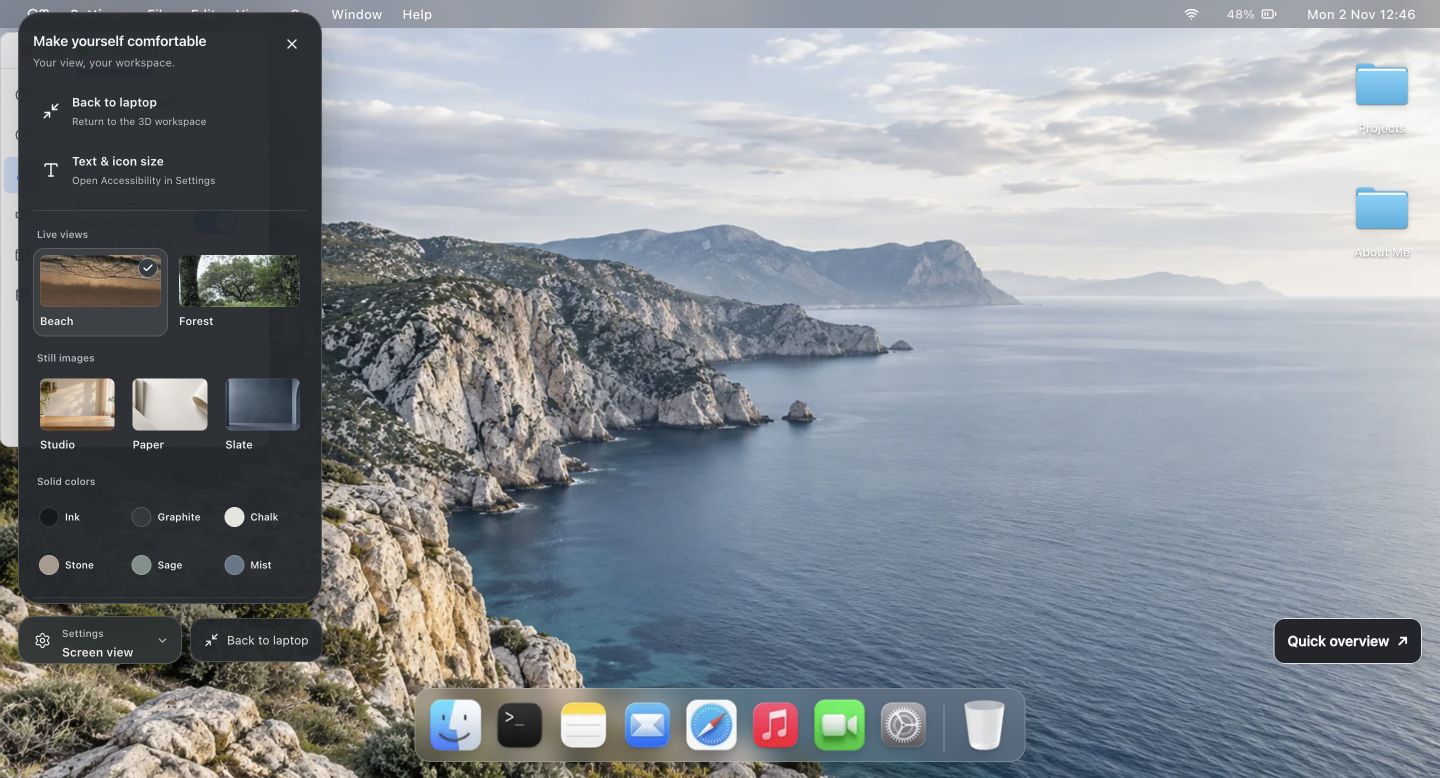 Window Help
48% Mon 2 Nov 12:46
Make yourself comfortable
Your view, your workspace.
Back to laptop
Return to the 3D workspace
Text & icon size
Open Accessibility in Settings
Live views
Beach
Forest
Still images
Studio
Paper
Slate
Solid colors
Ink
Graphite
Chalk
Stone
Sage
Mist
Settings
Screen view
Back to laptop
Projects
About Me
Quick overview